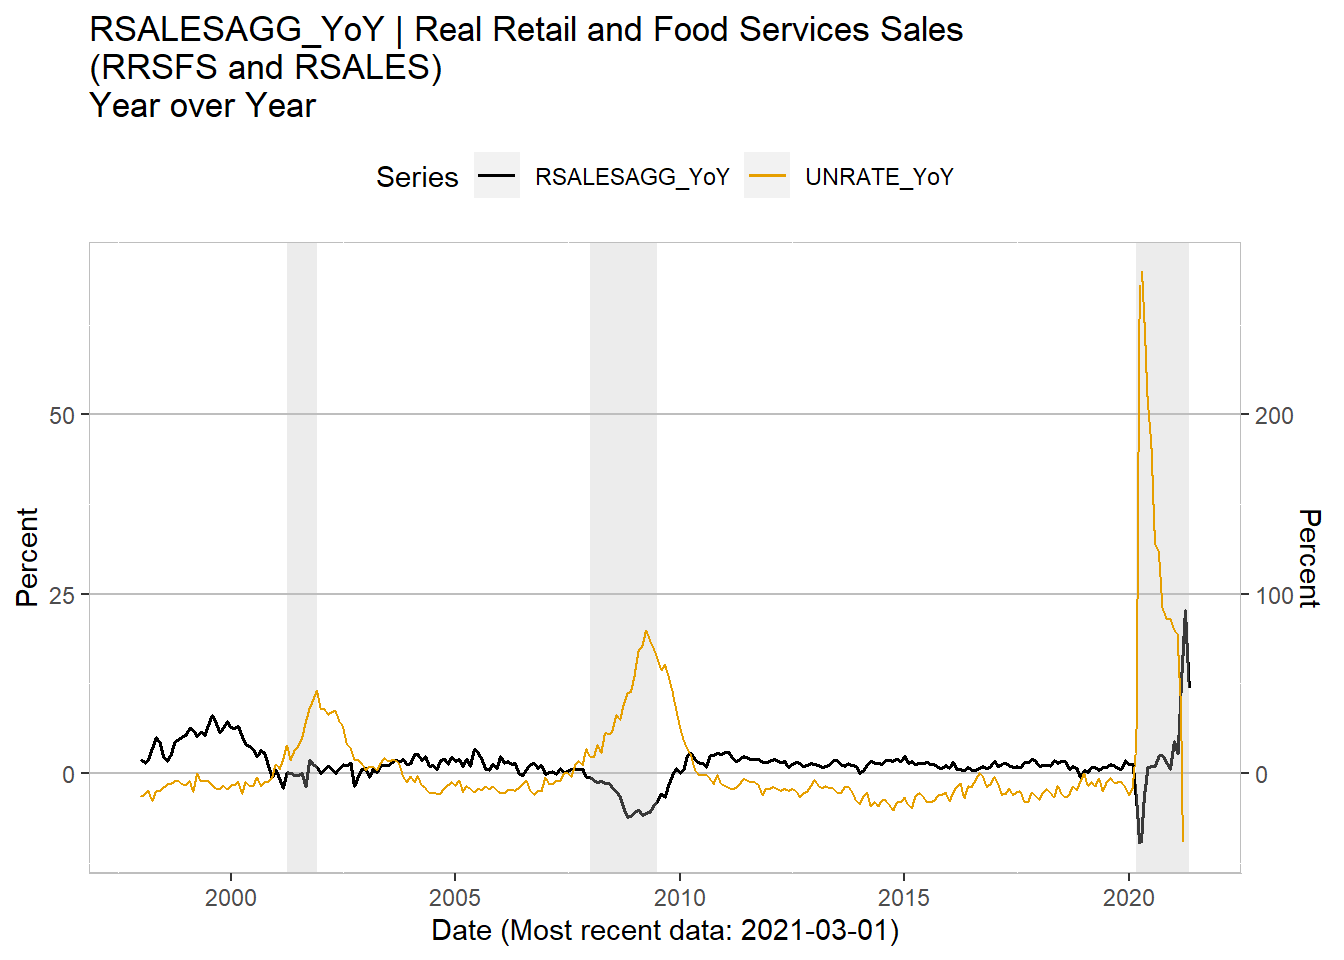 RSALESAGG_YoY | Real Retail and Food Services Sales
(RRSFS and RSALES)
Year over Year
Series RSALESAGG_YoY UNRATE_YoY
50 200
Percent Percent
25 100
0 0
2000 2005 2010 2015 2020
Date (Most recent data: 2021-03-01)